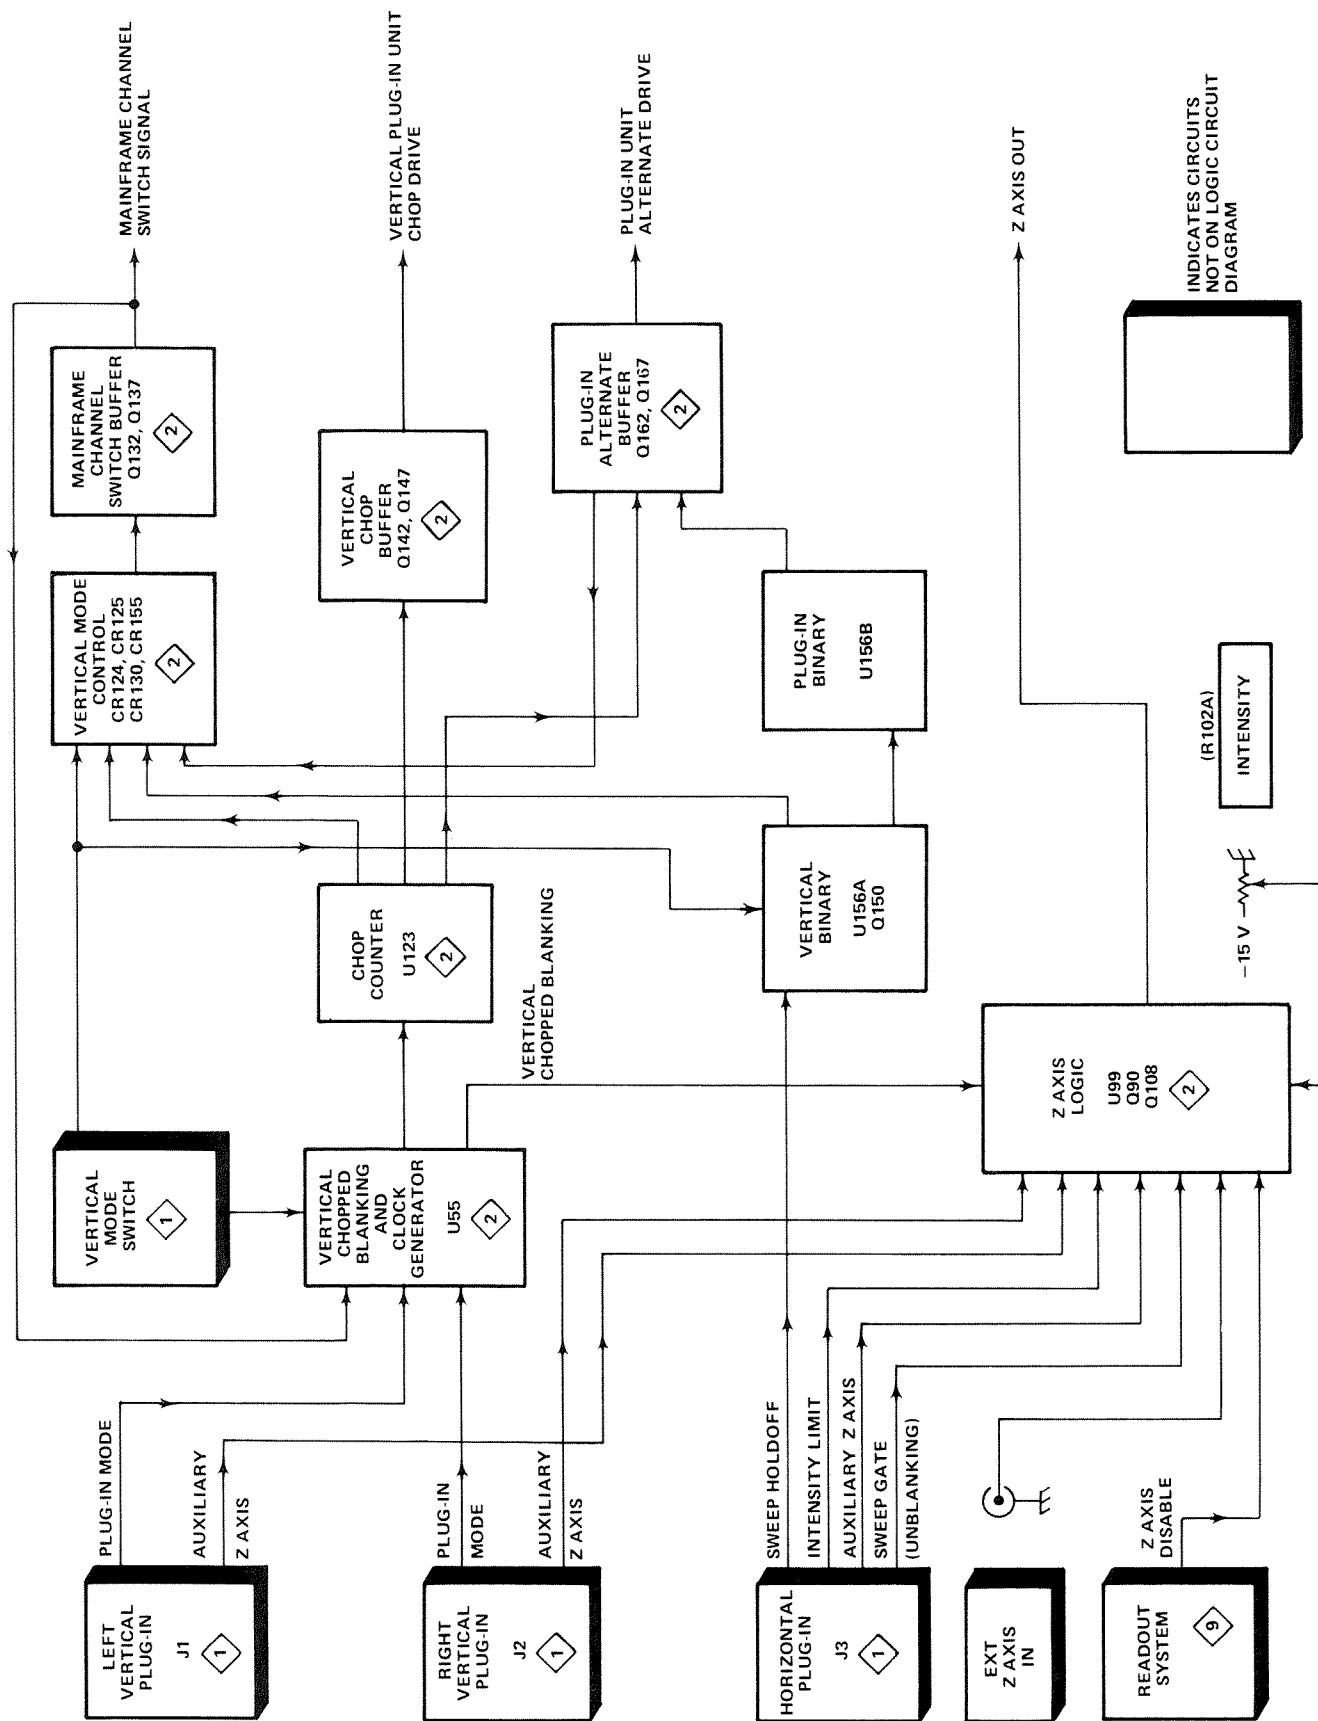 LEFT
VERTICAL
PLUG-IN
J1
1
PLUG-IN MODE
AUXILIARY
Z AXIS
RIGHT
VERTICAL
PLUG-IN
J2
1
PLUG-IN
MODE
AUXILIARY
Z AXIS
HORIZONTAL
PLUG-IN
J3
1
SWEEP HOLDOFF
INTENSITY LIMIT
AUXILIARY Z AXIS
SWEEP GATE
(UNBLANKING)
EXT
Z AXIS
IN
READOUT
SYSTEM
9
Z AXIS
DISABLE
VERTICAL
MODE
SWITCH
1
VERTICAL
CHOPPED
BLANKING
AND
CLOCK
GENERATOR
U55
2
VERTICAL
CHOPPED BLANKING
CHOP
COUNTER
U123
2
VERTICAL
BINARY
U156A
Q150
Z AXIS
LOGIC
U99
Q90
Q108
2
−15 V
(R102A)
INTENSITY
VERTICAL MODE
CONTROL
CR124, CR125
CR130, CR155
2
PLUG-IN
BINARY
U156B
MAINFRAME
CHANNEL
SWITCH BUFFER
Q132, Q137
2
VERTICAL
CHOP
BUFFER
Q142, Q147
2
PLUG-IN
ALTERNATE
BUFFER
Q162, Q167
2
MAINFRAME CHANNEL
SWITCH SIGNAL
VERTICAL PLUG-IN UNIT
CHOP DRIVE
PLUG-IN UNIT
ALTERNATE DRIVE
Z AXIS OUT
INDICATES CIRCUITS
NOT ON LOGIC CIRCUIT
DIAGRAM